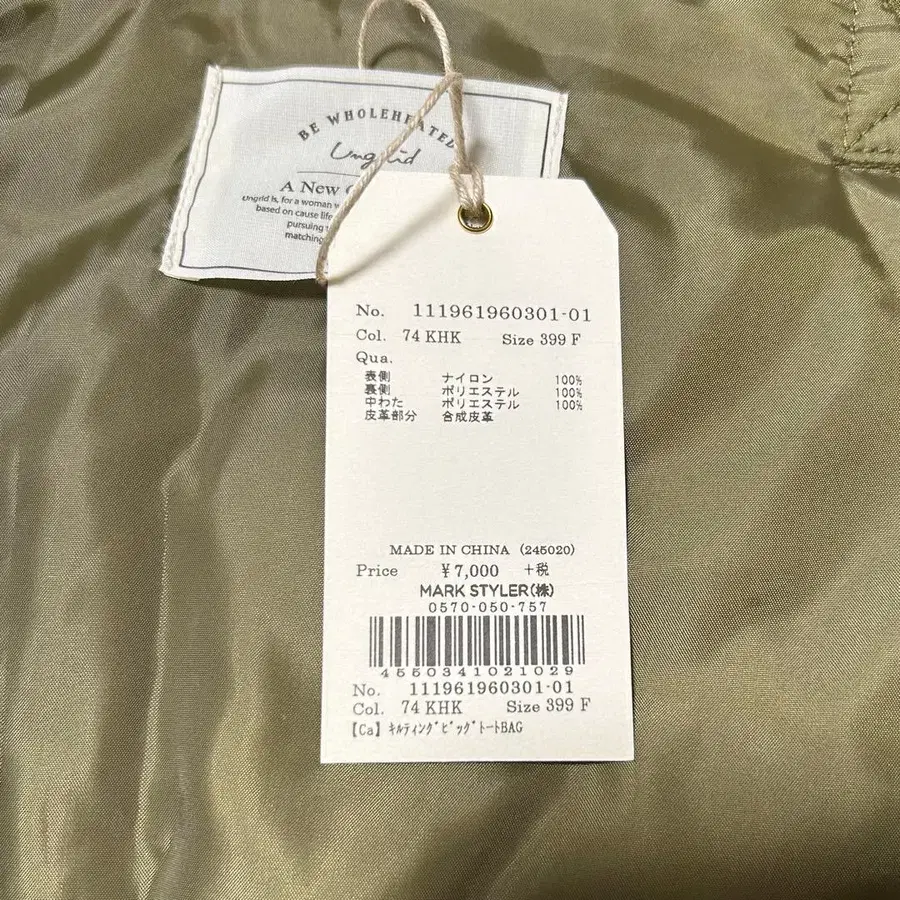 BE WHOLEHEATED
Ungrid
A New
Ungrid is, for a woman
based on cause life
pursuing
matching
No. 111961960301-01
Col. 74 KHK Size 399 F
Qua.
表側 ナイロン 100%
裏側 ポリエステル 100%
中わた ポリエステル 100%
皮革部分 合成皮革
MADE IN CHINA (245020)
Price ¥7,000 +税
MARK STYLER(株)
0570-050-757
4550341021029
No. 111961960301-01
Col. 74 KHK Size 399 F
【Ca】ｷﾙﾃｨﾝｸﾞﾋﾞｯｸﾞﾄｰﾄBAG